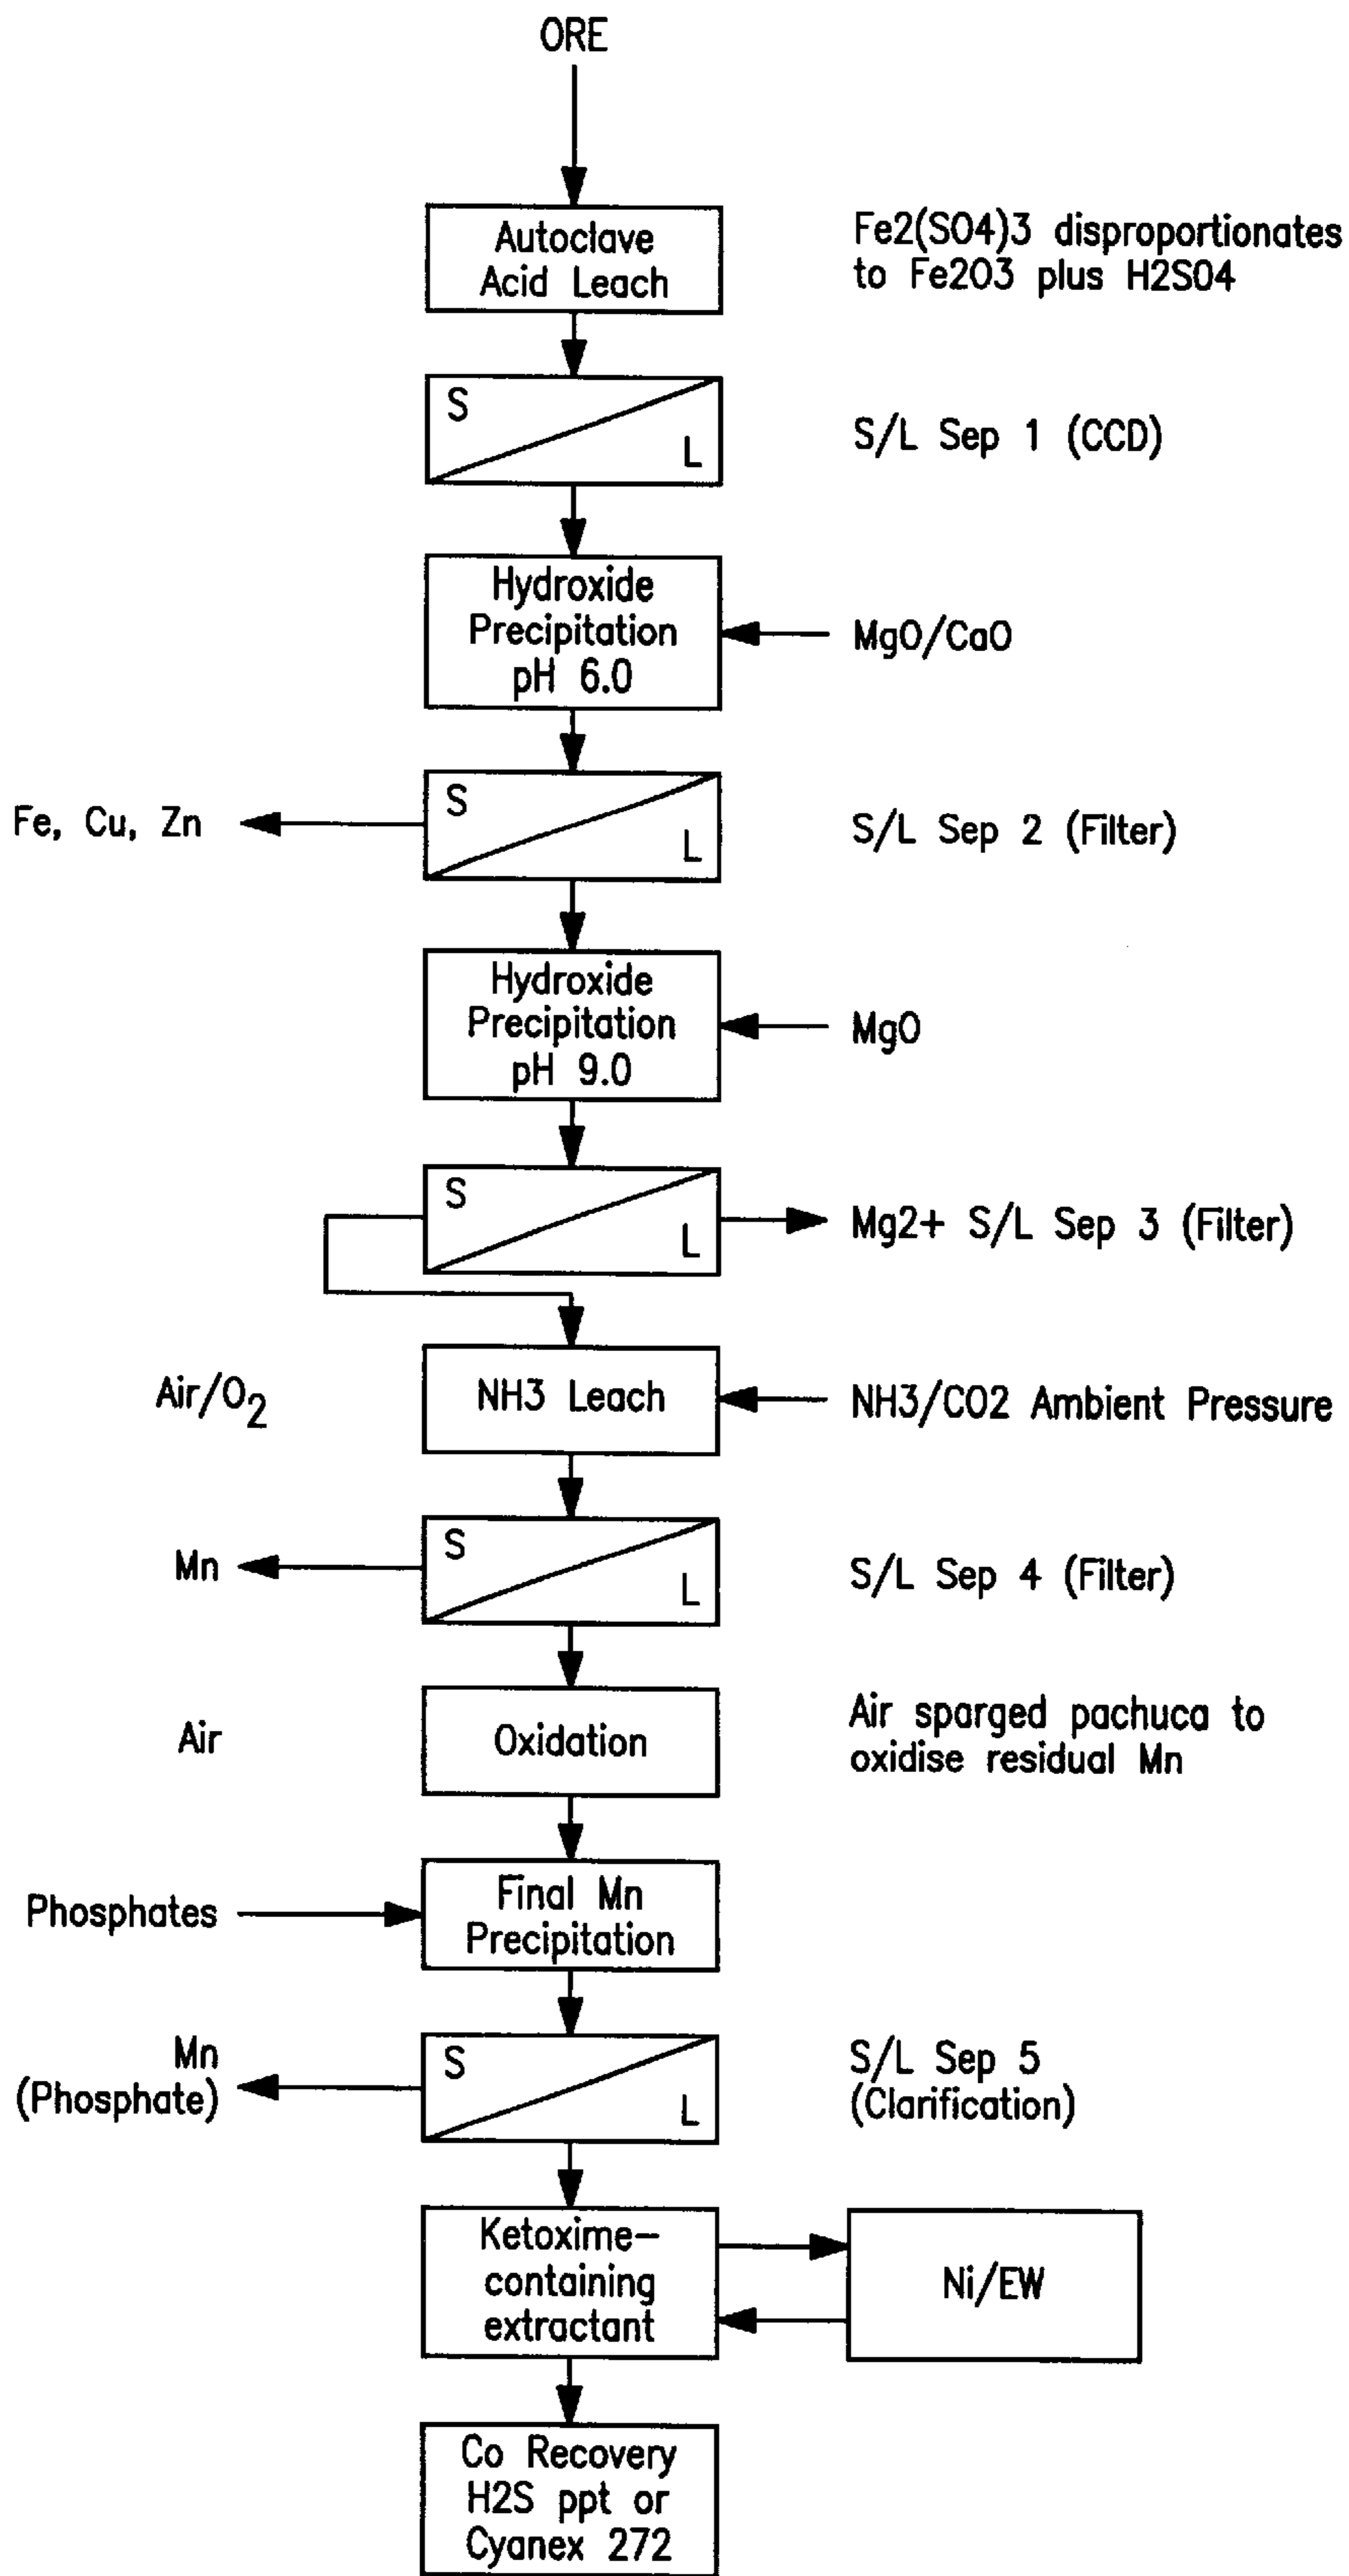 ORE
Autoclave
Acid Leach
Fe2(SO4)3 disproportionates
to Fe2O3 plus H2SO4
S
L
S/L Sep 1 (CCD)
Hydroxide
Precipitation
pH 6.0
MgO/CaO
Fe, Cu, Zn
S
L
S/L Sep 2 (Filter)
Hydroxide
Precipitation
pH 9.0
MgO
S
L
Mg2+ S/L Sep 3 (Filter)
Air/O2
NH3 Leach
NH3/CO2 Ambient Pressure
Mn
S
L
S/L Sep 4 (Filter)
Air
Oxidation
Air sparged pachuca to
oxidise residual Mn
Phosphates
Final Mn
Precipitation
Mn
(Phosphate)
S
L
S/L Sep 5
(Clarification)
Ketoxime-
containing
extractant
Ni/EW
Co Recovery
H2S ppt or
Cyanex 272